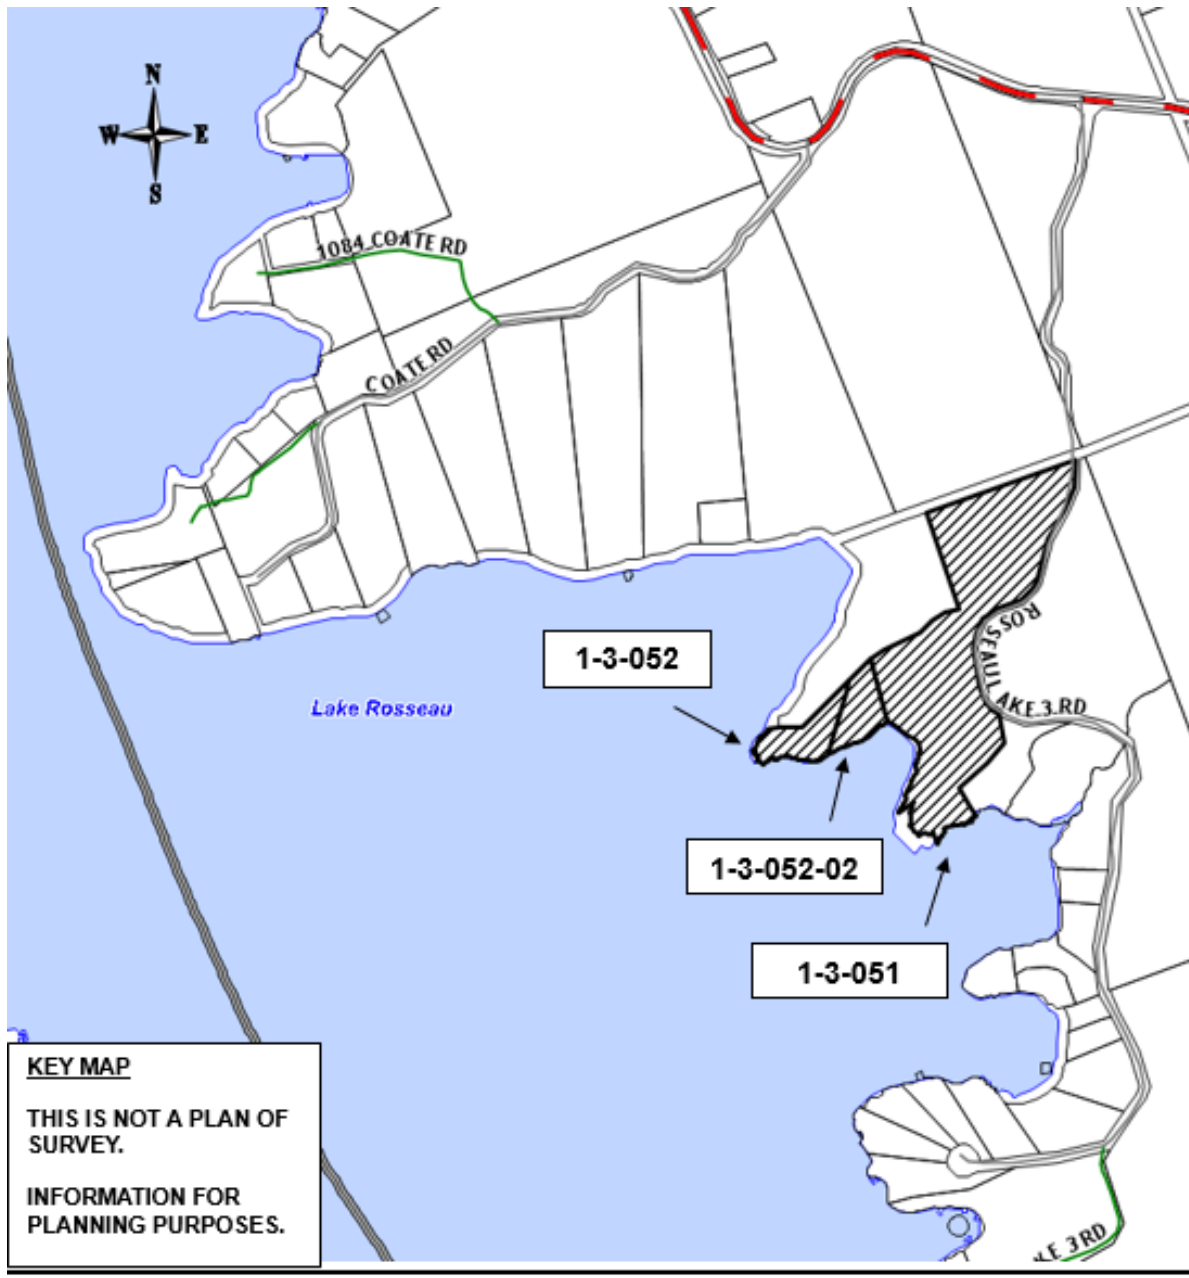 N
W E
S
1084 COATE RD
COATE RD
1-3-052
ROSSEAU LAKE 3 RD
Lake Rosseau
1-3-052-02
1-3-051
KEY MAP
THIS IS NOT A PLAN OF
SURVEY.
INFORMATION FOR
PLANNING PURPOSES.
3 RD